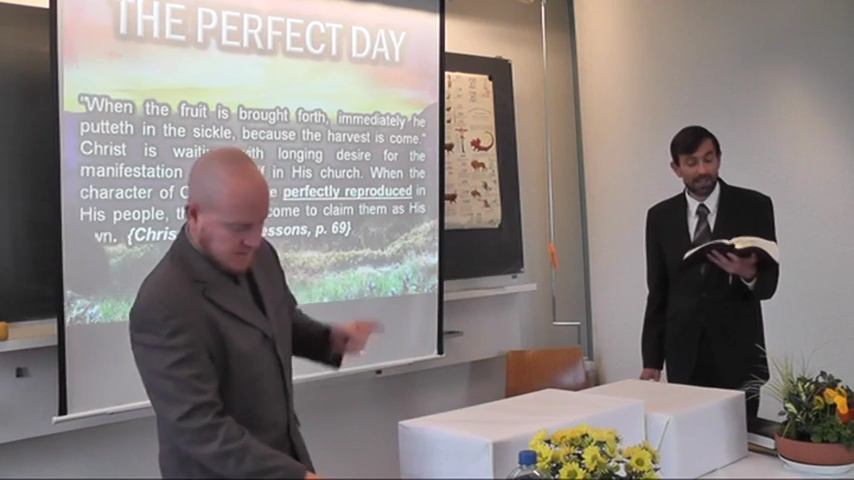 THE PERFECT DAY
"When the fruit is brought forth, immediately he
putteth in the sickle, because the harvest is come."
Christ is waiting with longing desire for the
manifestation in His church. When the
character of perfectly reproduced in
His people, come to claim them as His
wn. {Chris essons, p. 69}